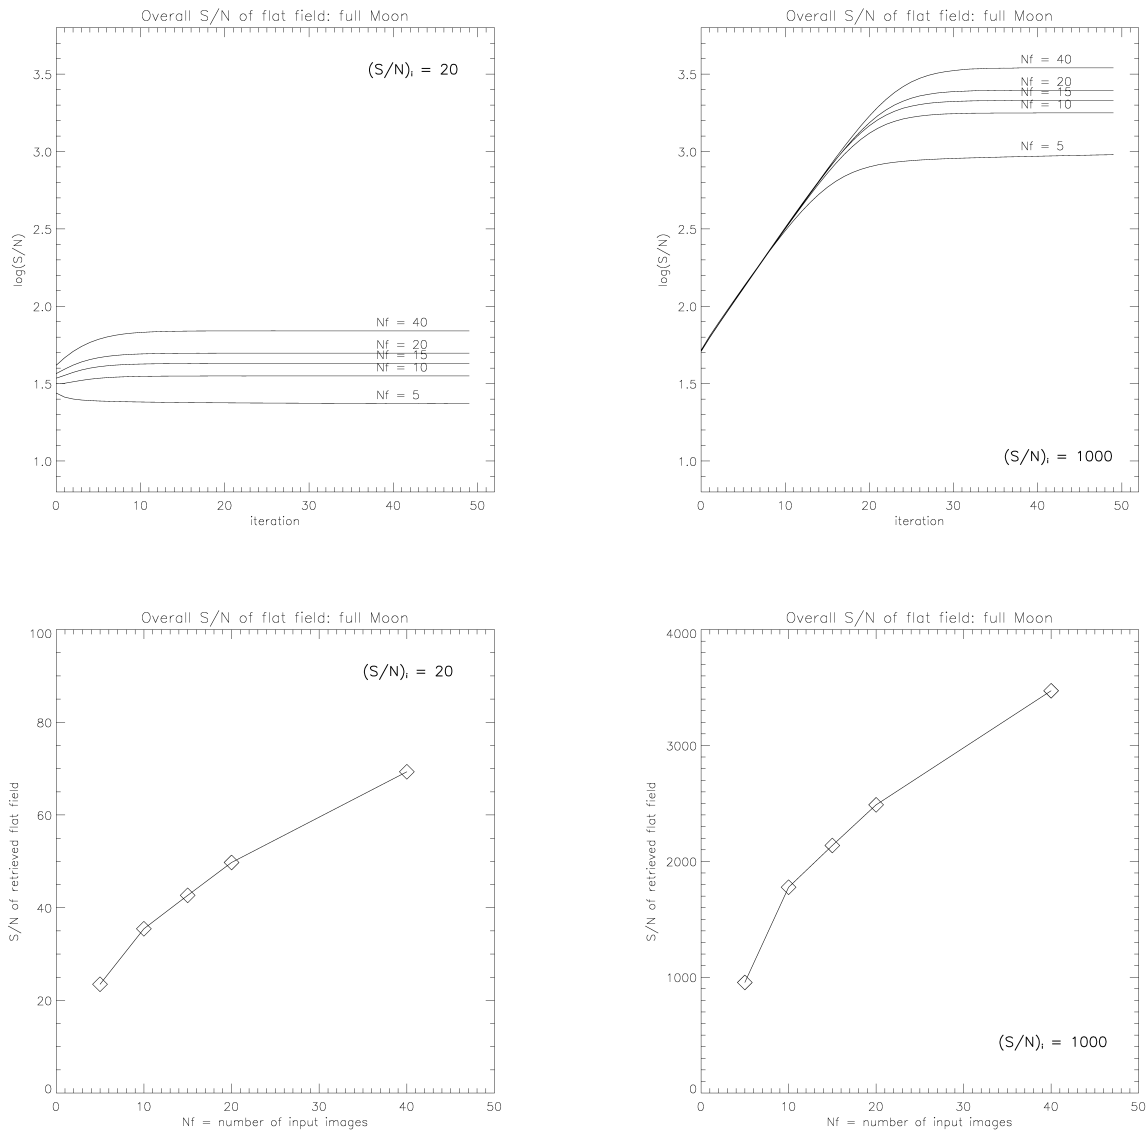 Overall S/N of flat field: full Moon
(S/N)i = 20
log(S/N)
3.5
3.0
2.5
2.0
1.5
1.0
Nf = 40
Nf = 20
Nf = 15
Nf = 10
Nf = 5
0 10 20 30 40 50
iteration
Overall S/N of flat field: full Moon
log(S/N)
3.5
3.0
2.5
2.0
1.5
1.0
Nf = 40
Nf = 20
Nf = 15
Nf = 10
Nf = 5
(S/N)i = 1000
0 10 20 30 40 50
iteration
Overall S/N of flat field: full Moon
(S/N)i = 20
S/N of retrieved flat field
100
80
60
40
20
0
0 10 20 30 40 50
Nf = number of input images
Overall S/N of flat field: full Moon
S/N of retrieved flat field
4000
3000
2000
1000
0
(S/N)i = 1000
0 10 20 30 40 50
Nf = number of input images